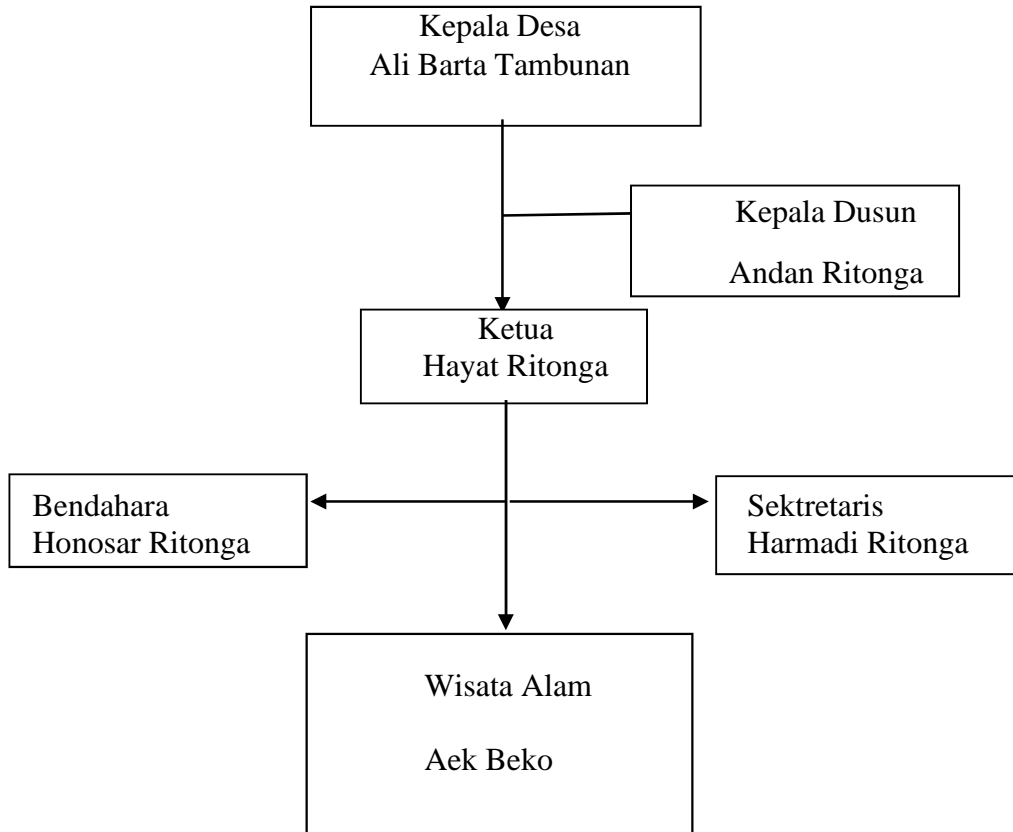 Kepala Desa
Ali Barta Tambunan
Kepala Dusun
Andan Ritonga
Ketua
Hayat Ritonga
Bendahara
Honosar Ritonga
Sektretaris
Harmadi Ritonga
Wisata Alam
Aek Beko